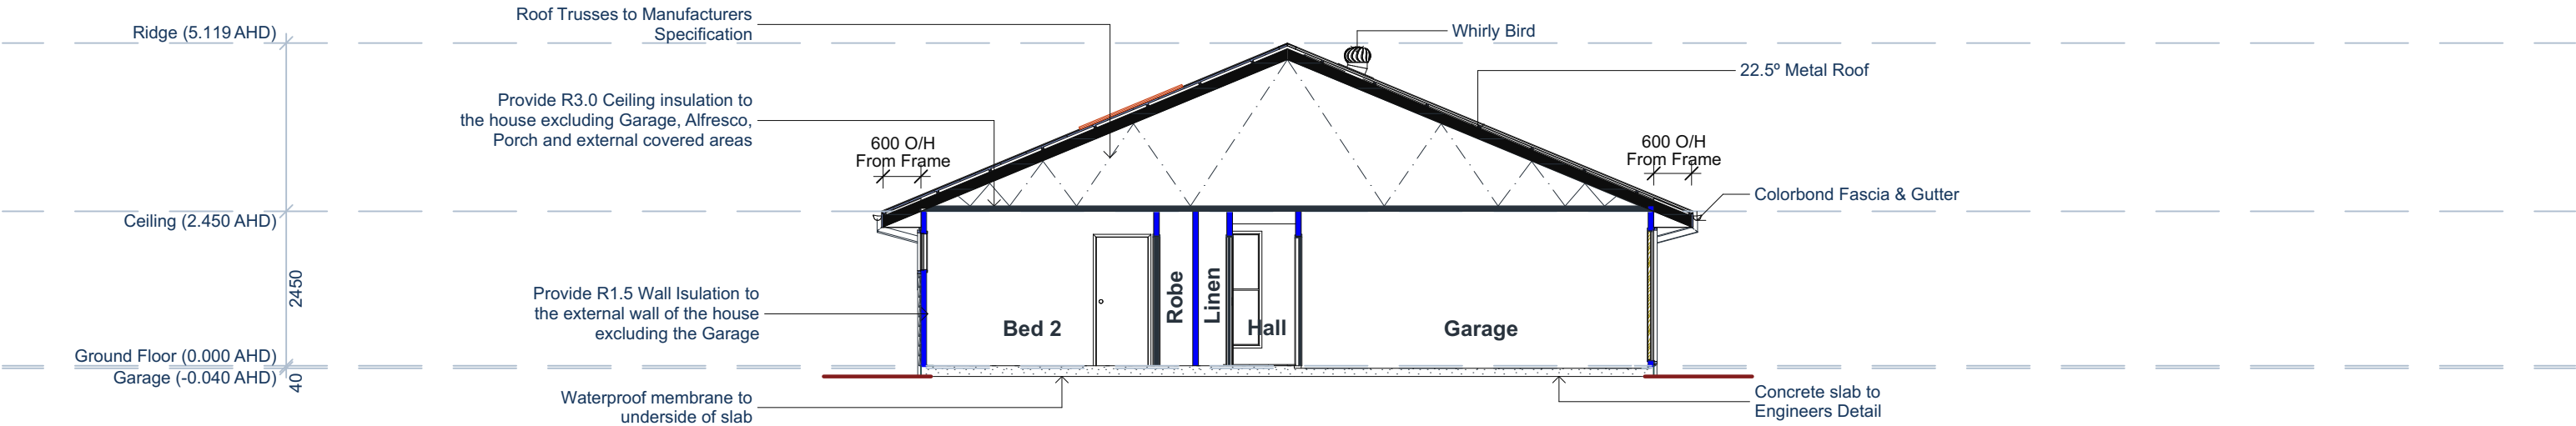 Ridge (5.119 AHD)
Roof Trusses to Manufacturers
Specification
Whirly Bird
22.5º Metal Roof
Provide R3.0 Ceiling insulation to
the house excluding Garage, Alfresco,
Porch and external covered areas
600 O/H
From Frame
600 O/H
From Frame
Colorbond Fascia & Gutter
Ceiling (2.450 AHD)
2450
Provide R1.5 Wall Isulation to
the external wall of the house
excluding the Garage
Bed 2
Robe
Linen
Hall
Garage
Ground Floor (0.000 AHD)
Garage (-0.040 AHD)
40
Waterproof membrane to
underside of slab
Concrete slab to
Engineers Detail